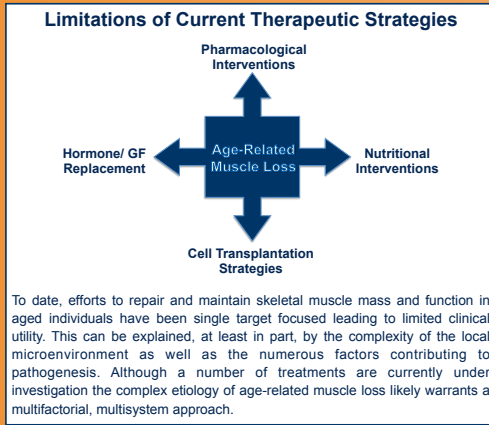 Limitations of Current Therapeutic Strategies
Pharmacological
Interventions
Hormone/ GF
Replacement
Age-Related
Muscle Loss
Nutritional
Interventions
Cell Transplantation
Strategies
To date, efforts to repair and maintain skeletal muscle mass and function in
aged individuals have been single target focused leading to limited clinical
utility. This can be explained, at least in part, by the complexity of the local
microenvironment as well as the numerous factors contributing to
pathogenesis. Although a number of treatments are currently under
investigation the complex etiology of age-related muscle loss likely warrants a
multifactorial, multisystem approach.